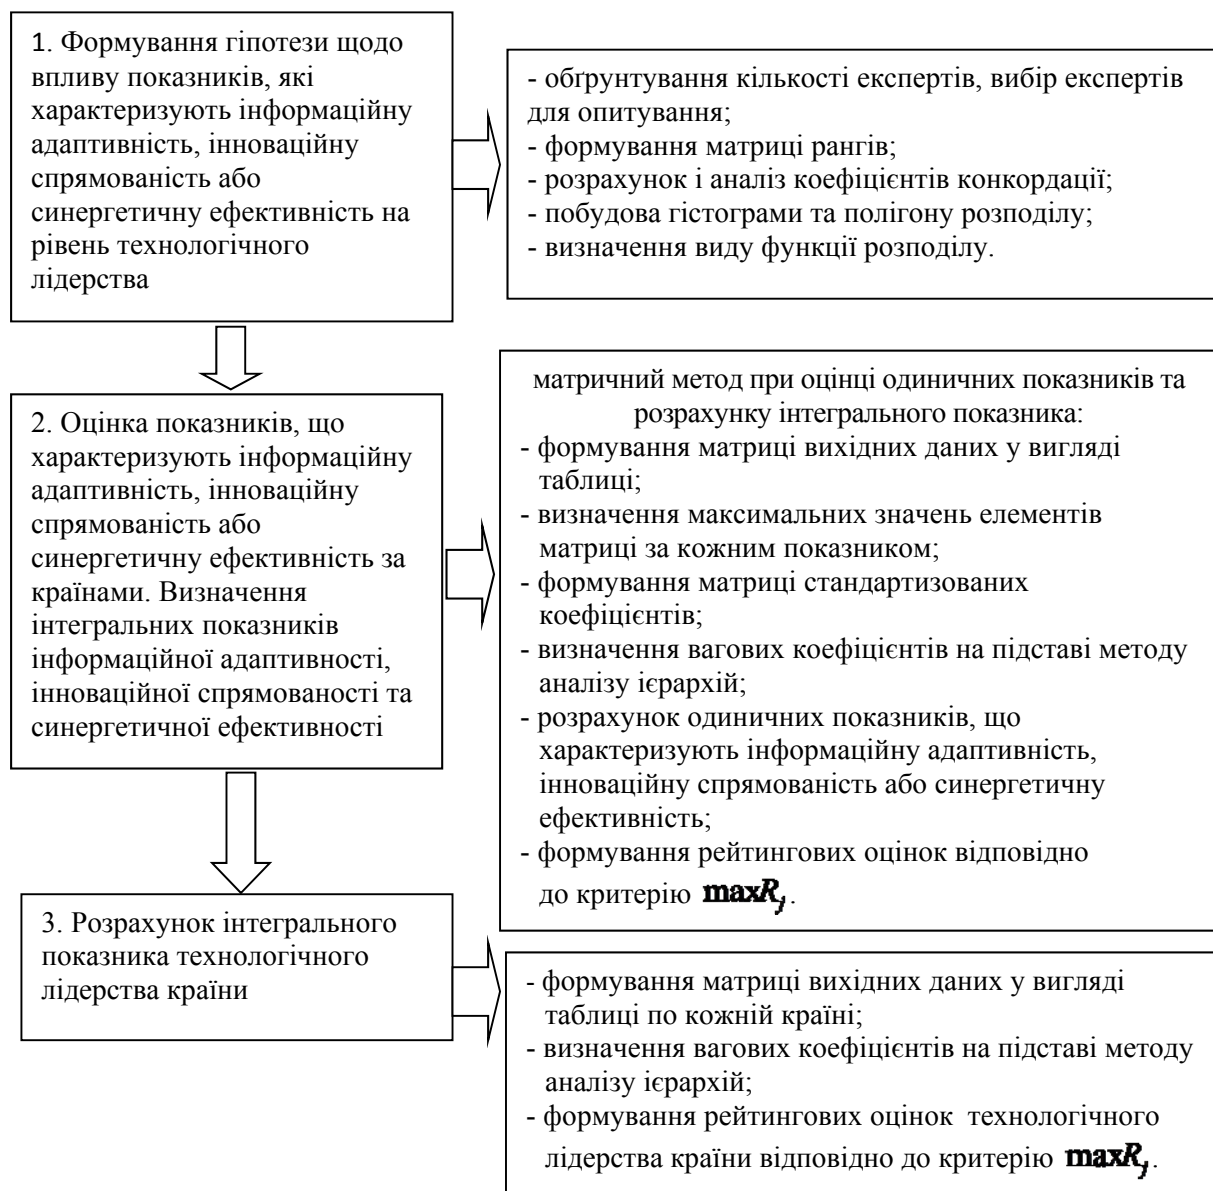 1. Формування гіпотези щодо
впливу показників, які
характеризують інформаційну
адаптивність, інноваційну
спрямованість або
синергетичну ефективність на
рівень технологічного
лідерства
- обґрунтування кількості експертів, вибір експертів
для опитування;
- формування матриці рангів;
- розрахунок і аналіз коефіцієнтів конкордації;
- побудова гістограми та полігону розподілу;
- визначення виду функції розподілу.
2. Оцінка показників, що
характеризують інформаційну
адаптивність, інноваційну
спрямованість або
синергетичну ефективність за
країнами. Визначення
інтегральних показників
інформаційної адаптивності,
інноваційної спрямованості та
синергетичної ефективності
матричний метод при оцінці одиничних показників та
розрахунку інтегрального показника:
- формування матриці вихідних даних у вигляді
таблиці;
- визначення максимальних значень елементів
матриці за кожним показником;
- формування матриці стандартизованих
коефіцієнтів;
- визначення вагових коефіцієнтів на підставі методу
аналізу ієрархій;
- розрахунок одиничних показників, що
характеризують інформаційну адаптивність,
інноваційну спрямованість або синергетичну
ефективність;
- формування рейтингових оцінок відповідно
до критерію maxRj.
3. Розрахунок інтегрального
показника технологічного
лідерства країни
- формування матриці вихідних даних у вигляді
таблиці по кожній країні;
- визначення вагових коефіцієнтів на підставі методу
аналізу ієрархій;
- формування рейтингових оцінок технологічного
лідерства країни відповідно до критерію maxRj.